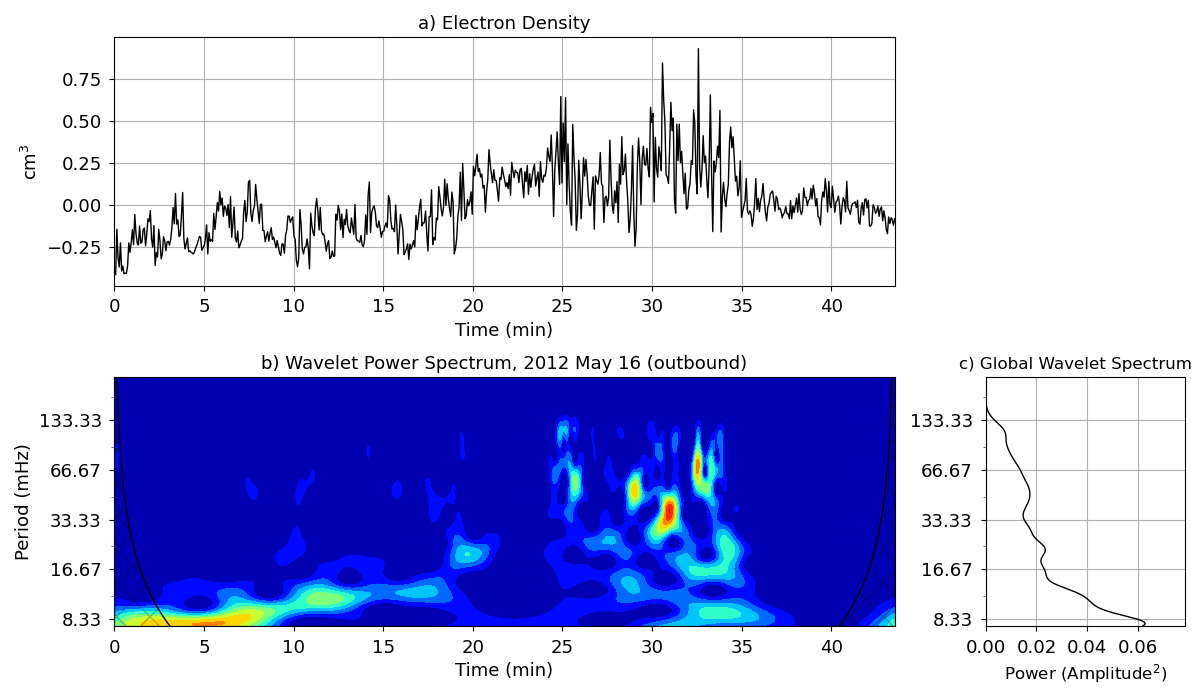 a) Electron Density
cm³
0.75
0.50
0.25
0.00
−0.25
0 5 10 15 20 25 30 35 40
Time (min)
b) Wavelet Power Spectrum, 2012 May 16 (outbound)
Period (mHz)
133.33
66.67
33.33
16.67
8.33
0 5 10 15 20 25 30 35 40
Time (min)
c) Global Wavelet Spectrum
133.33
66.67
33.33
16.67
8.33
0.00 0.02 0.04 0.06
Power (Amplitude²)